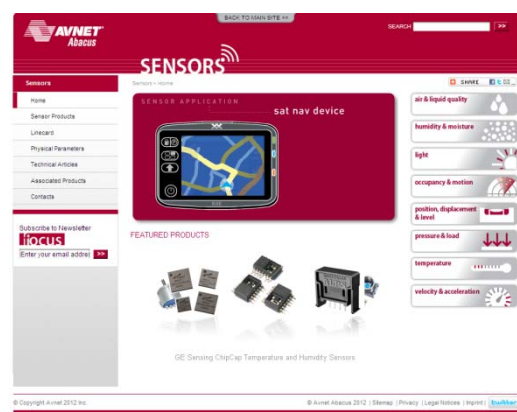 BACK TO MAIN SITE <<
AVNET
Abacus
SEARCH
>>
SENSORS
Sensors
Sensors > Home
SHARE
Home
Sensor Products
Linecard
Physical Parameters
Technical Articles
Associated Products
Contacts
Subscribe to Newsletter
focus
Enter your email addres
>>
SENSOR APPLICATION
sat nav device
FEATURED PRODUCTS
GE Sensing ChipCap Temperature and Humidity Sensors
air & liquid quality
humidity & moisture
light
occupancy & motion
position, displacement
& level
pressure & load
temperature
velocity & acceleration
© Copyright Avnet 2012 Inc.
© Avnet Abacus 2012 | Sitemap | Privacy | Legal Notices | Imprint |
twitter